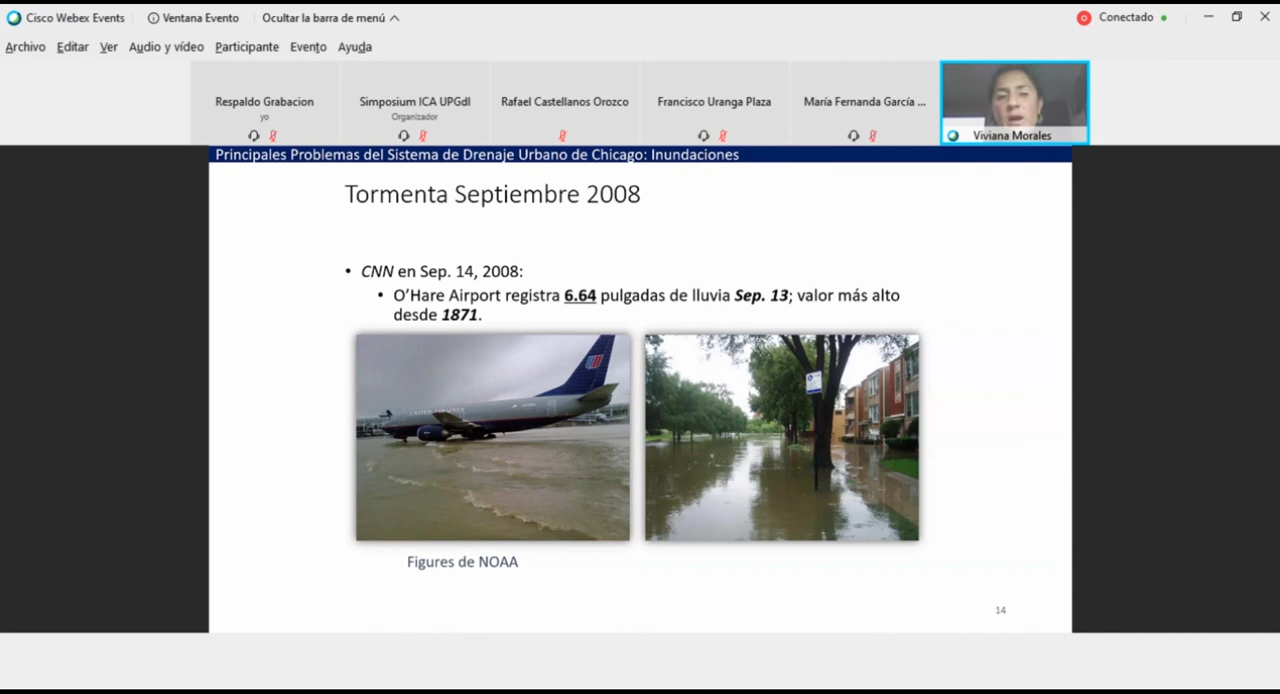 Cisco Webex Events
Ventana Evento
Ocultar la barra de menú
Conectado
Archivo Editar Ver Audio y vídeo Participante Evento Ayuda
Respaldo Grabacion
yo
Simposium ICA UPGdl
Organizador
Rafael Castellanos Orozco
Francisco Uranga Plaza
María Fernanda García ...
Viviana Morales
Principales Problemas del Sistema de Drenaje Urbano de Chicago: Inundaciones
Tormenta Septiembre 2008
• CNN en Sep. 14, 2008:
• O’Hare Airport registra 6.64 pulgadas de lluvia Sep. 13; valor más alto
desde 1871.
Figures de NOAA
14